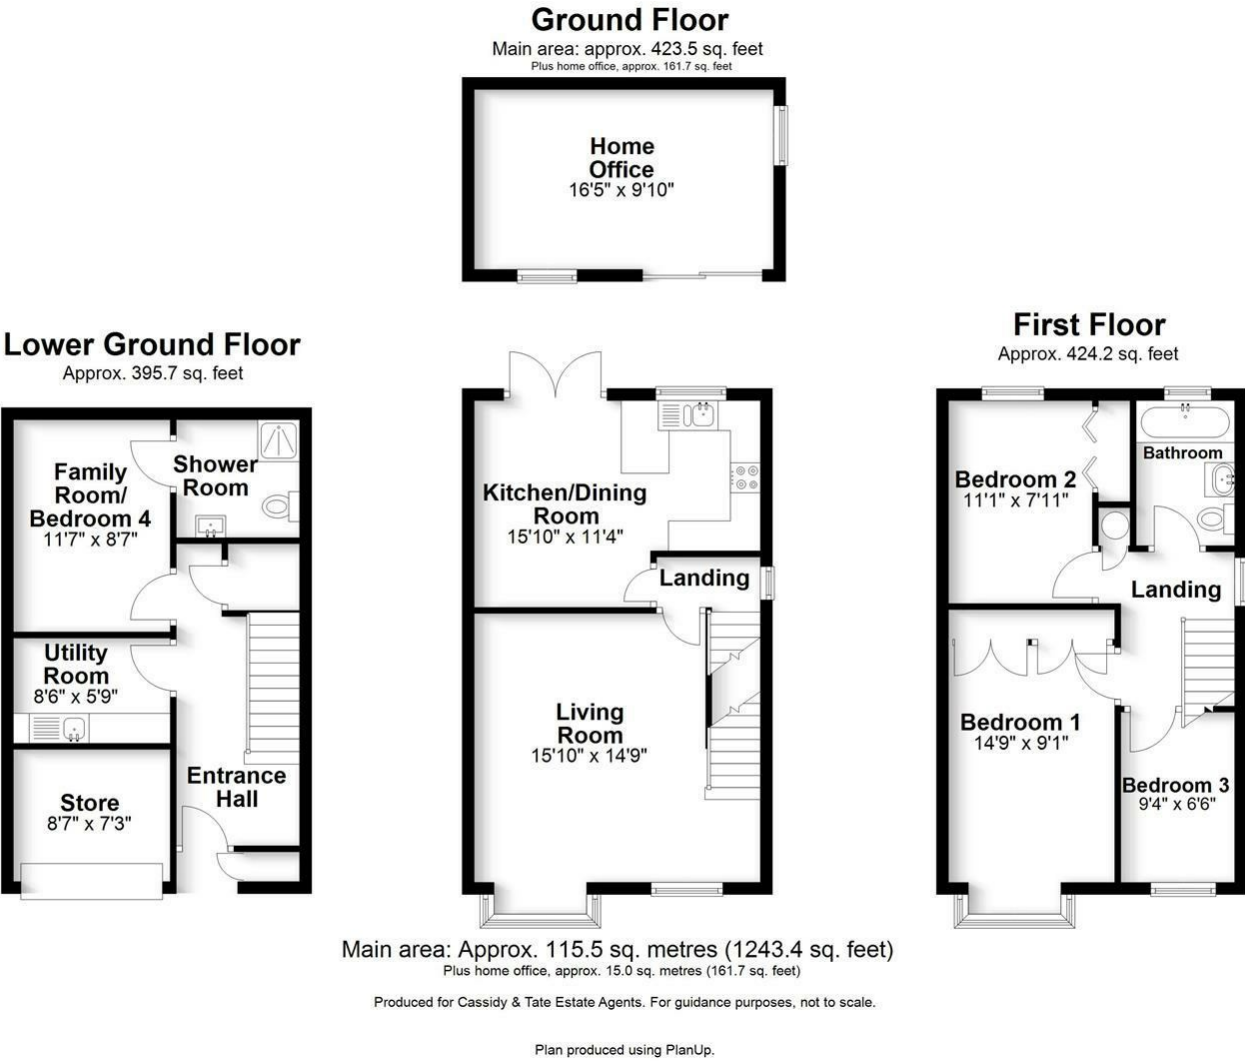 Ground Floor
Main area: approx. 423.5 sq. feet
Plus home office, approx. 161.7 sq. feet
Home
Office
16'5" x 9'10"
Lower Ground Floor
Approx. 395.7 sq. feet
Family
Room/
Bedroom 4
11'7" x 8'7"
Shower
Room
Utility
Room
8'6" x 5'9"
Entrance
Hall
Store
8'7" x 7'3"
Kitchen/Dining
Room
15'10" x 11'4"
Landing
Living
Room
15'10" x 14'9"
First Floor
Approx. 424.2 sq. feet
Bedroom 2
11'1" x 7'11"
Bathroom
Landing
Bedroom 1
14'9" x 9'1"
Bedroom 3
9'4" x 6'6"
Main area: Approx. 115.5 sq. metres (1243.4 sq. feet)
Plus home office, approx. 15.0 sq. metres (161.7 sq. feet)
Produced for Cassidy & Tate Estate Agents. For guidance purposes, not to scale.
Plan produced using PlanUp.